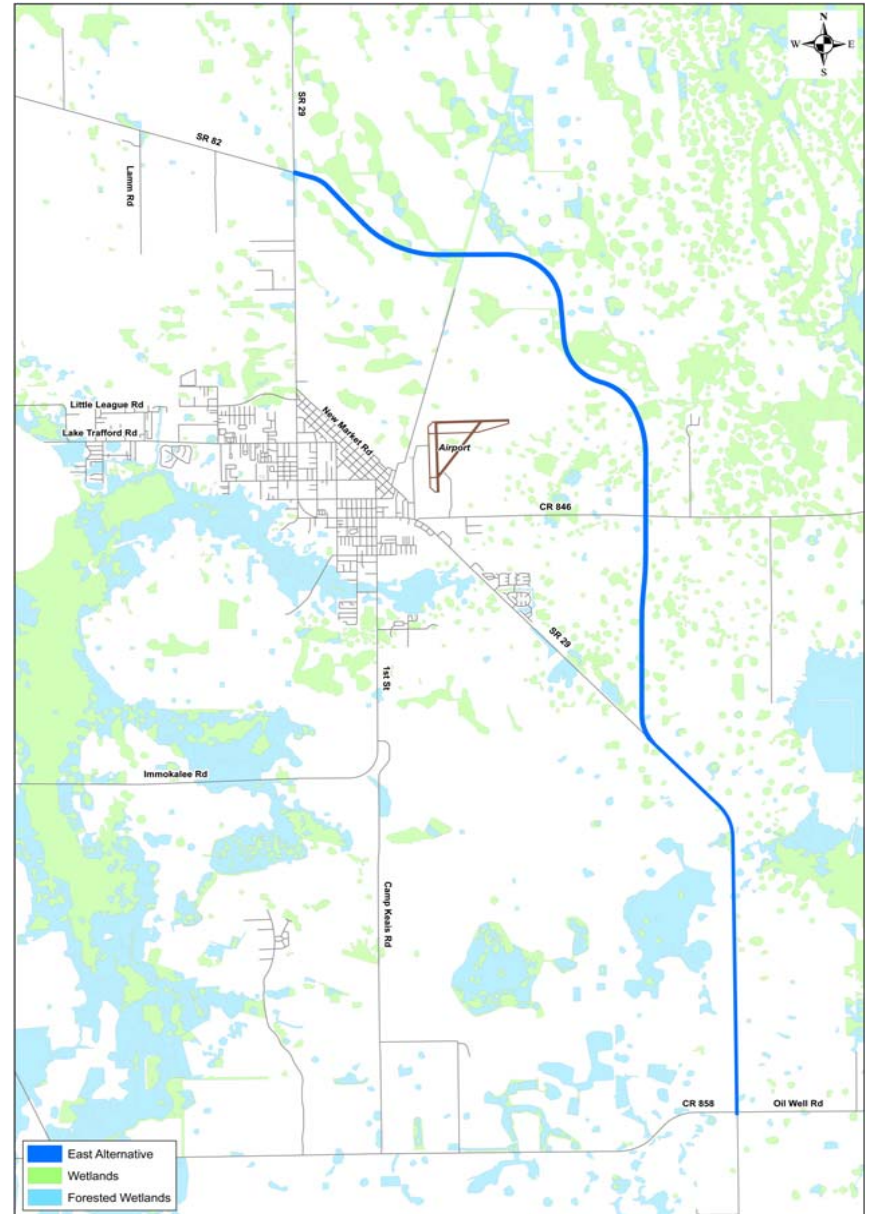 N
W E
S
SR 29
SR 82
Lamm Rd
Little League Rd
New Market Rd
Lake Trafford Rd
Airport
CR 846
SR 29
1st St
Immokalee Rd
Camp Keais Rd
CR 858
Oil Well Rd
East Alternative
Wetlands
Forested Wetlands